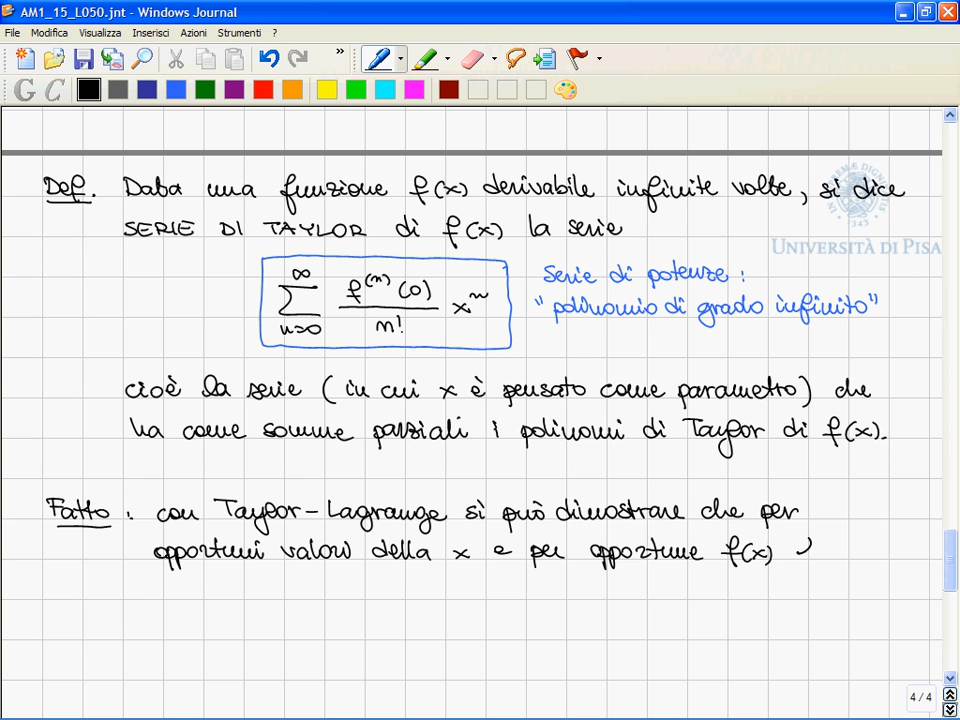 AM1_15_L050.jnt - Windows Journal
File Modifica Visualizza Inserisci Azioni Strumenti ?
G C
Def. Data una funzione f(x) derivabile infinite volte, si dice
SERIE DI TAYLOR di f(x) la serie
UNIVERSITÀ DI PISA
∞
∑ f^(n)(0) / n! x^n
n=0
Serie di potenze :
"polinomio di grado infinito"
cioè la serie (in cui x è pensato come parametro) che
ha come somme parziali i polinomi di Taylor di f(x).
Fatto : con Taylor-Lagrange si può dimostrare che per
opportuni valori della x e per opportune f(x)
4 / 4